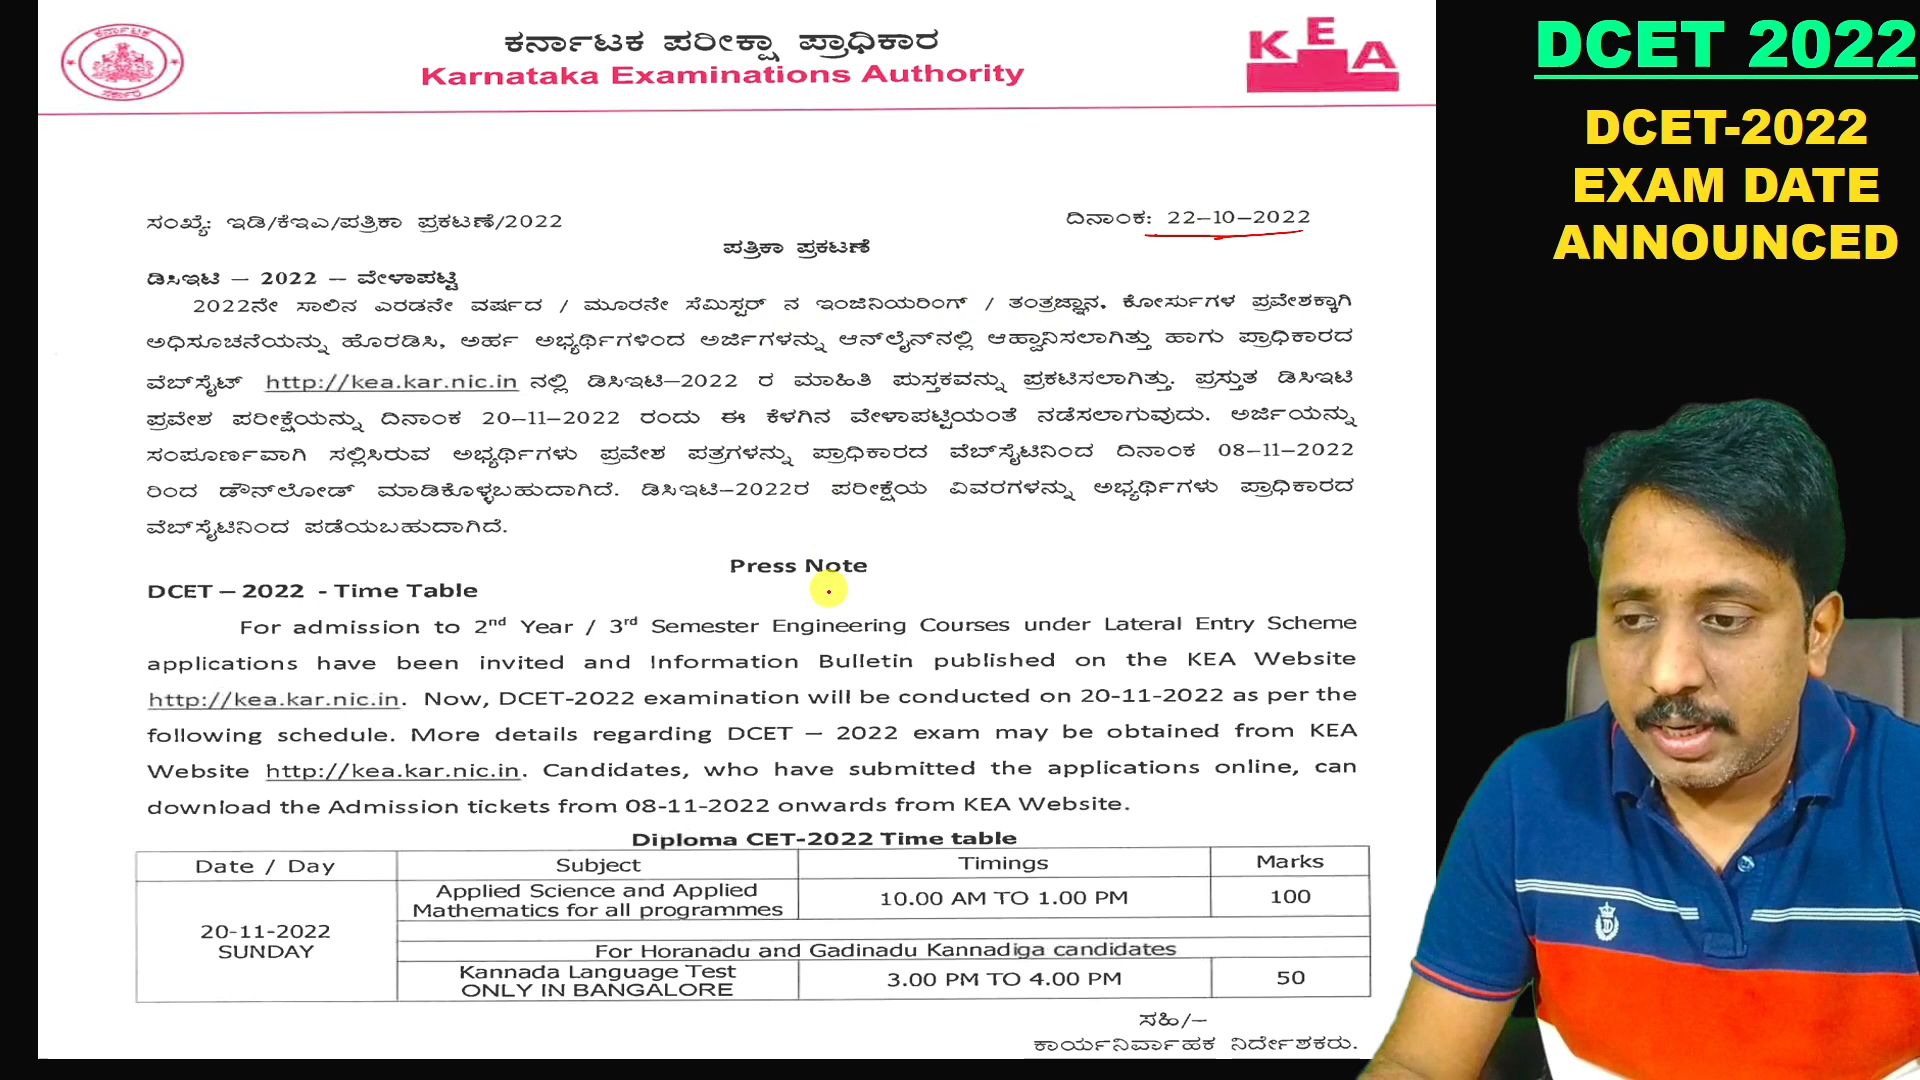 ಕರ್ನಾಟಕ ಪರೀಕ್ಷಾ ಪ್ರಾಧಿಕಾರ
Karnataka Examinations Authority
KEA
ಕರ್ನಾಟಕ
ಸರ್ಕಾರ
DCET 2022
DCET-2022
EXAM DATE
ANNOUNCED
ಸಂಖ್ಯೆ: ಇಡಿ/ಕೆಇಎ/ಪತ್ರಿಕಾ ಪ್ರಕಟಣೆ/2022
ದಿನಾಂಕ: 22-10-2022
ಪತ್ರಿಕಾ ಪ್ರಕಟಣೆ
ಡಿಸಿಇಟಿ – 2022 – ವೇಳಾಪಟ್ಟಿ
2022ನೇ ಸಾಲಿನ ಎರಡನೇ ವರ್ಷದ / ಮೂರನೇ ಸೆಮಿಸ್ಟರ್ ನ ಇಂಜಿನಿಯರಿಂಗ್ / ತಂತ್ರಜ್ಞಾನ. ಕೋರ್ಸುಗಳ ಪ್ರವೇಶಕ್ಕಾಗಿ
ಅಧಿಸೂಚನೆಯನ್ನು ಹೊರಡಿಸಿ, ಅರ್ಹ ಅಭ್ಯರ್ಥಿಗಳಿಂದ ಅರ್ಜಿಗಳನ್ನು ಆನ್‌ಲೈನ್‌ನಲ್ಲಿ ಆಹ್ವಾನಿಸಲಾಗಿತ್ತು ಹಾಗು ಪ್ರಾಧಿಕಾರದ
ವೆಬ್‌ಸೈಟ್ http://kea.kar.nic.in ನಲ್ಲಿ ಡಿಸಿಇಟಿ–2022 ರ ಮಾಹಿತಿ ಪುಸ್ತಕವನ್ನು ಪ್ರಕಟಿಸಲಾಗಿತ್ತು. ಪ್ರಸ್ತುತ ಡಿಸಿಇಟಿ
ಪ್ರವೇಶ ಪರೀಕ್ಷೆಯನ್ನು ದಿನಾಂಕ 20-11-2022 ರಂದು ಈ ಕೆಳಗಿನ ವೇಳಾಪಟ್ಟಿಯಂತೆ ನಡೆಸಲಾಗುವುದು. ಅರ್ಜಿಯನ್ನು
ಸಂಪೂರ್ಣವಾಗಿ ಸಲ್ಲಿಸಿರುವ ಅಭ್ಯರ್ಥಿಗಳು ಪ್ರವೇಶ ಪತ್ರಗಳನ್ನು ಪ್ರಾಧಿಕಾರದ ವೆಬ್‌ಸೈಟಿನಿಂದ ದಿನಾಂಕ 08-11-2022
ರಿಂದ ಡೌನ್‌ಲೋಡ್ ಮಾಡಿಕೊಳ್ಳಬಹುದಾಗಿದೆ. ಡಿಸಿಇಟಿ–2022ರ ಪರೀಕ್ಷೆಯ ವಿವರಗಳನ್ನು ಅಭ್ಯರ್ಥಿಗಳು ಪ್ರಾಧಿಕಾರದ
ವೆಬ್‌ಸೈಟಿನಿಂದ ಪಡೆಯಬಹುದಾಗಿದೆ.
Press Note
DCET – 2022 - Time Table
For admission to 2nd Year / 3rd Semester Engineering Courses under Lateral Entry Scheme
applications have been invited and Information Bulletin published on the KEA Website
http://kea.kar.nic.in. Now, DCET-2022 examination will be conducted on 20-11-2022 as per the
following schedule. More details regarding DCET – 2022 exam may be obtained from KEA
Website http://kea.kar.nic.in. Candidates, who have submitted the applications online, can
download the Admission tickets from 08-11-2022 onwards from KEA Website.
Diploma CET-2022 Time table
Date / Day Subject Timings Marks
20-11-2022
SUNDAY
Applied Science and Applied
Mathematics for all programmes
10.00 AM TO 1.00 PM
100
For Horanadu and Gadinadu Kannadiga candidates
Kannada Language Test
ONLY IN BANGALORE
3.00 PM TO 4.00 PM
50
ಸಹಿ/–
ಕಾರ್ಯನಿರ್ವಾಹಕ ನಿರ್ದೇಶಕರು.